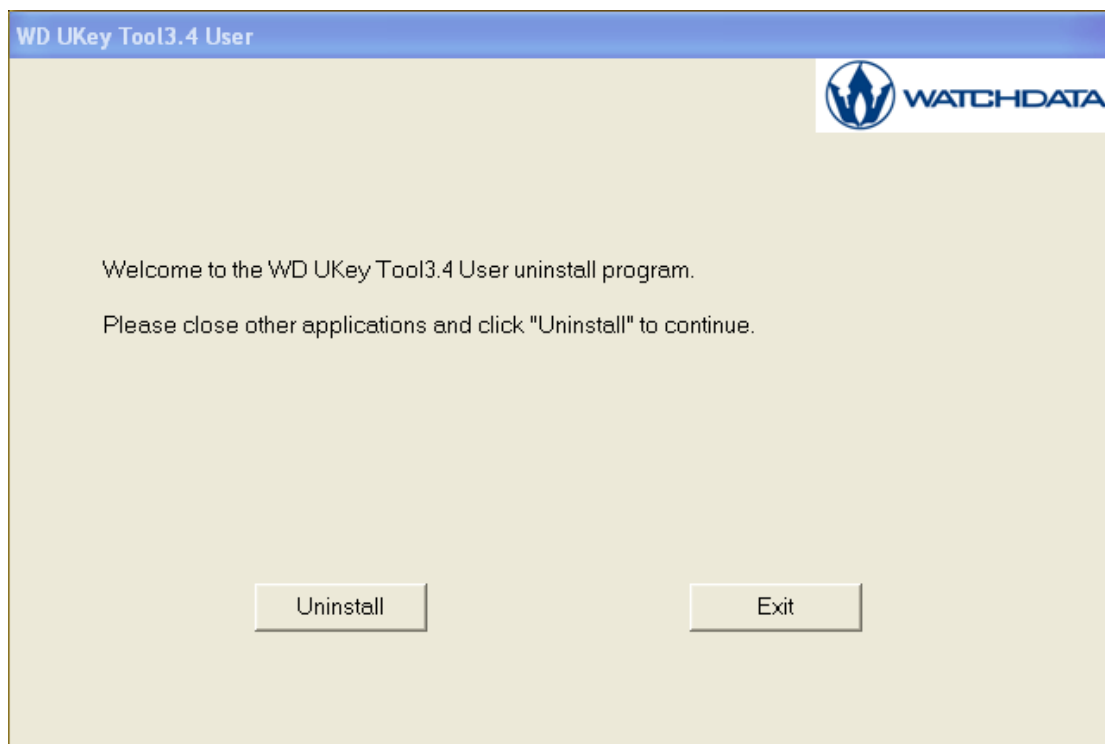 WD UKey Tool3.4 User
WATCHDATA
Welcome to the WD UKey Tool3.4 User uninstall program.
Please close other applications and click "Uninstall" to continue.
Uninstall
Exit